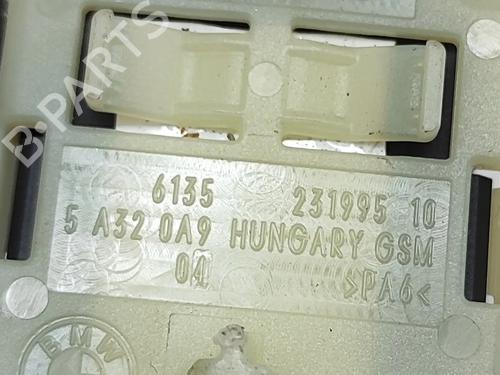 B-PARTS
6135 231995 10
5 A32 0A9 HUNGARY GSM
04 >PA6<
BMW